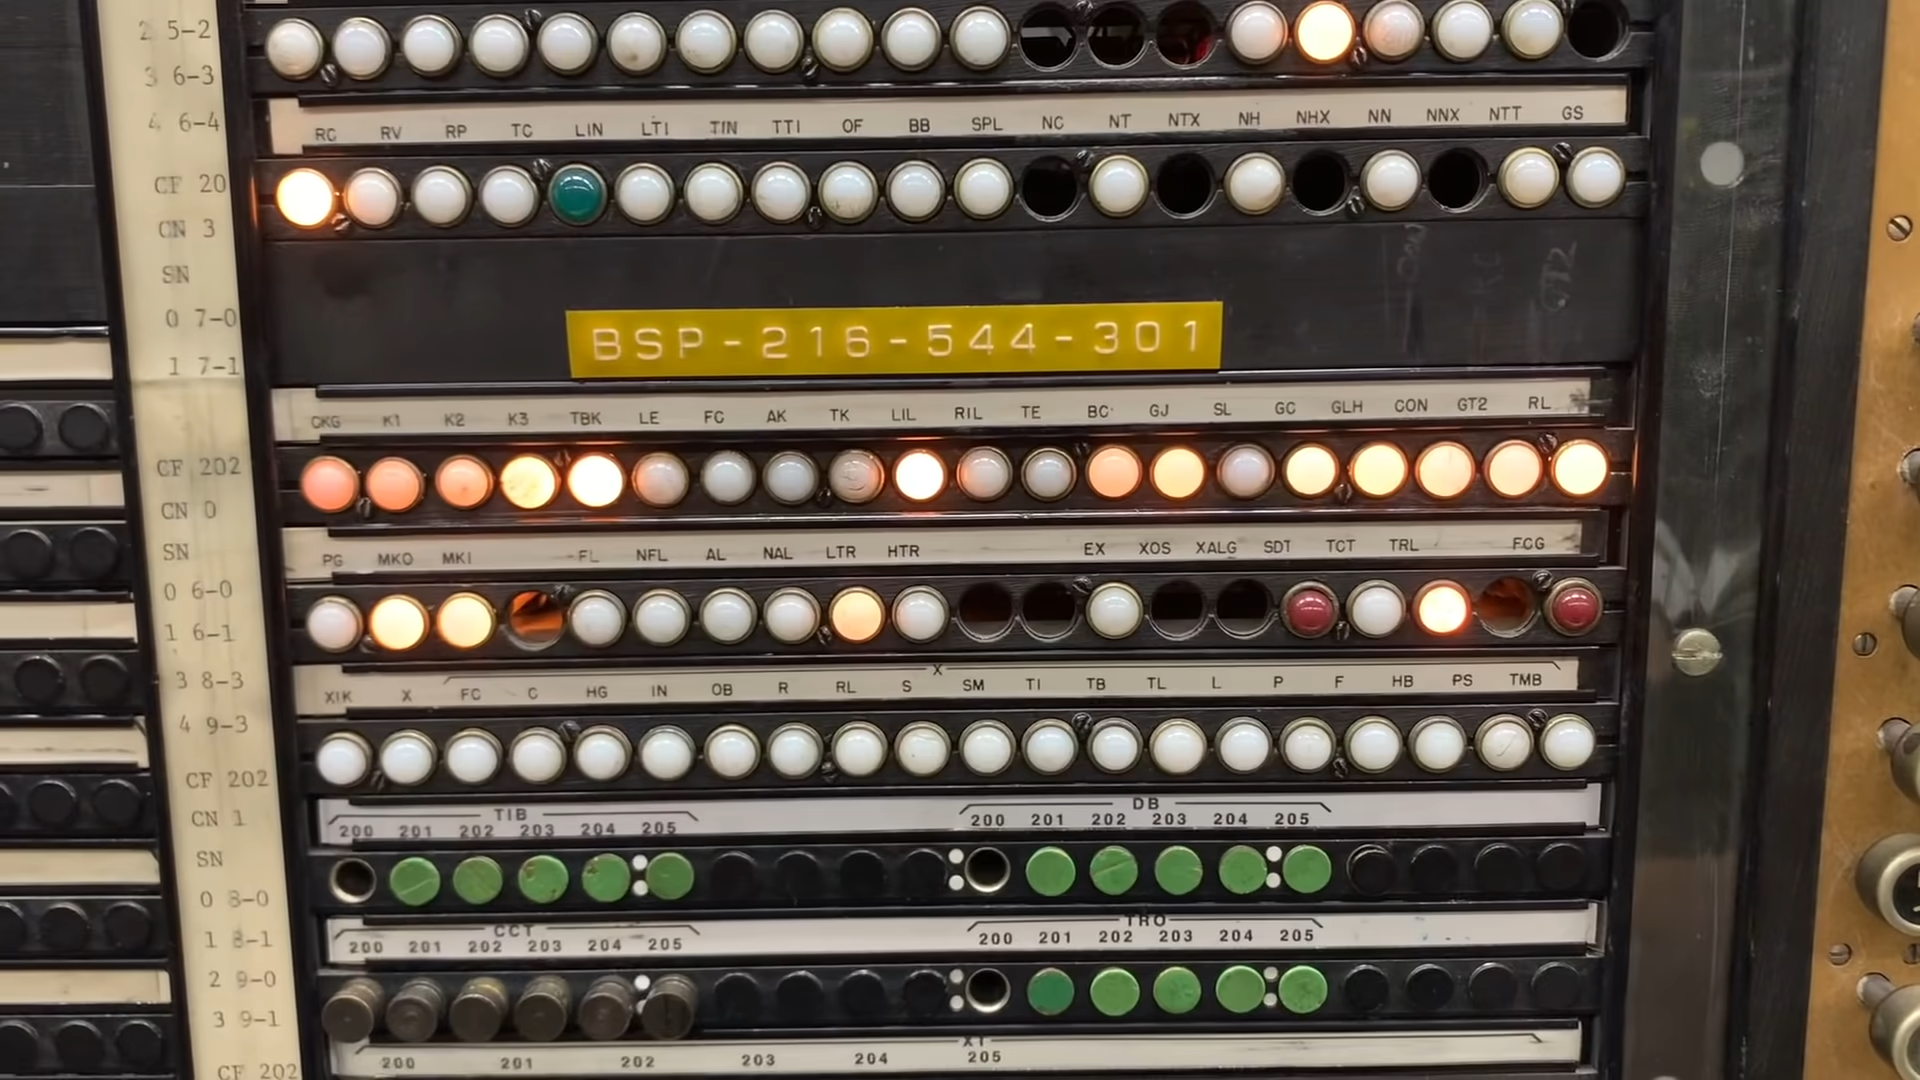 2 5-2
3 6-3
4 6-4
CF 20
CN 3
SN
0 7-0
1 7-1
CF 202
CN 0
SN
0 6-0
1 6-1
3 8-3
4 9-3
CF 202
CN 1
SN
0 8-0
1 8-1
2 9-0
3 9-1
CF 202
RC RV RP TC LIN LTI TIN TTI OF BB SPL NC NT NTX NH NHX NN NNX NTT GS
GT2
BSP-216-544-301
CKG K1 K2 K3 TBK LE FC AK TK LIL RIL TE BC GJ SL GC GLH CON GT2 RL
PG MK0 MK1 FL NFL AL NAL LTR HTR EX XOS XALG SDT TCT TRL FCG
X
X1K X FC C HG IN OB R RL S SM TI TB TL L P F HB PS TMB
TIB DB
200 201 202 203 204 205 200 201 202 203 204 205
CCT TRO
200 201 202 203 204 205 200 201 202 203 204 205
XT
200 201 202 203 204 205